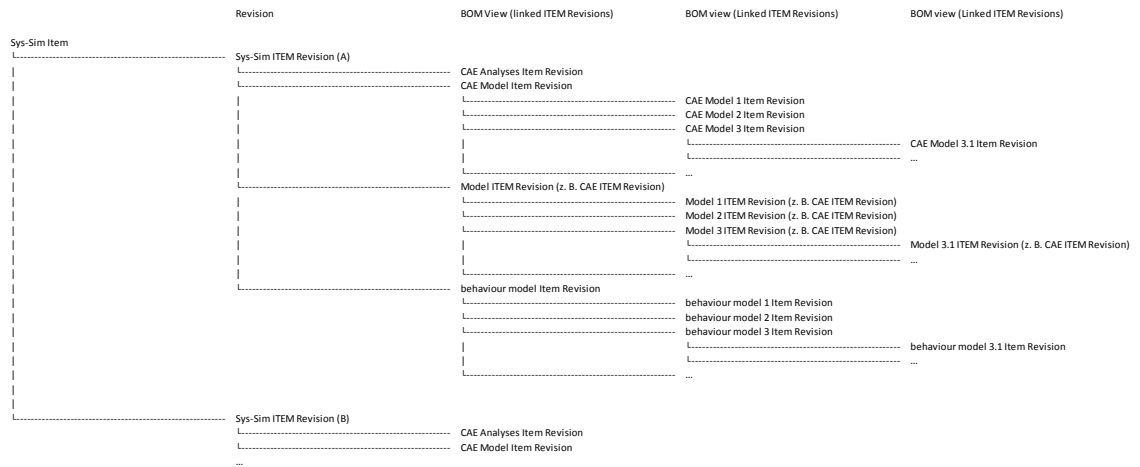 Revision BOM View (linked ITEM Revisions) BOM view (Linked ITEM Revisions) BOM view (Linked ITEM Revisions)
Sys-Sim Item
Sys-Sim ITEM Revision (A)
CAE Analyses Item Revision
CAE Model Item Revision
CAE Model 1 Item Revision
CAE Model 2 Item Revision
CAE Model 3 Item Revision
CAE Model 3.1 Item Revision
...
...
Model ITEM Revision (z. B. CAE ITEM Revision)
Model 1 ITEM Revision (z. B. CAE ITEM Revision)
Model 2 ITEM Revision (z. B. CAE ITEM Revision)
Model 3 ITEM Revision (z. B. CAE ITEM Revision)
Model 3.1 ITEM Revision (z. B. CAE ITEM Revision)
...
...
behaviour model Item Revision
behaviour model 1 Item Revision
behaviour model 2 Item Revision
behaviour model 3 Item Revision
behaviour model 3.1 Item Revision
...
...
Sys-Sim ITEM Revision (B)
CAE Analyses Item Revision
CAE Model Item Revision
...